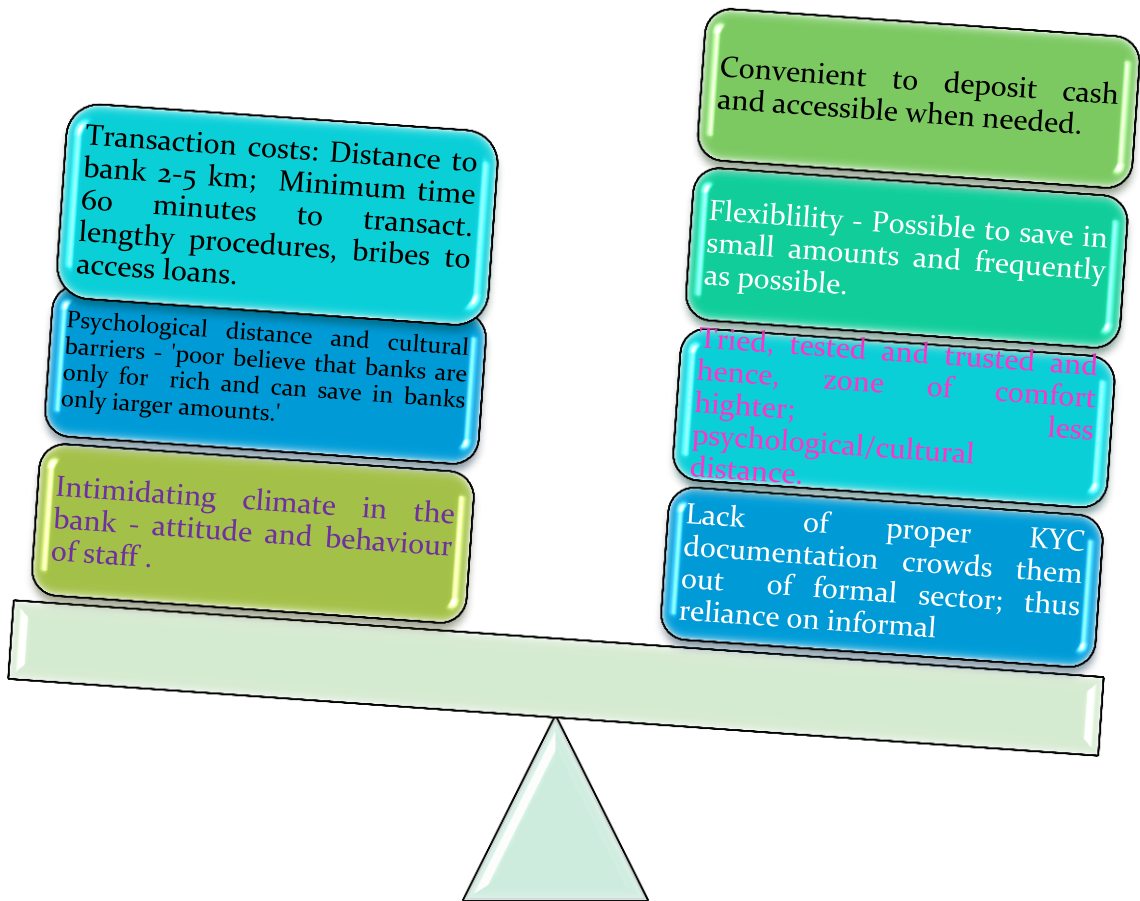 Transaction costs: Distance to
bank 2-5 km;  Minimum time
60 minutes to transact.
lengthy procedures, bribes to
access loans.
Psychological distance and cultural
barriers - 'poor believe that banks are
only for  rich and can save in banks
only iarger amounts.'
Intimidating climate in the
bank - attitude and behaviour
of staff .
Convenient to deposit cash
and accessible when needed.
Flexiblility - Possible to save in
small amounts and frequently
as possible.
Tried, tested and trusted and
hence, zone of comfort
highter; less
psychological/cultural
distance.
Lack of proper KYC
documentation crowds them
out  of formal sector; thus
reliance on informal